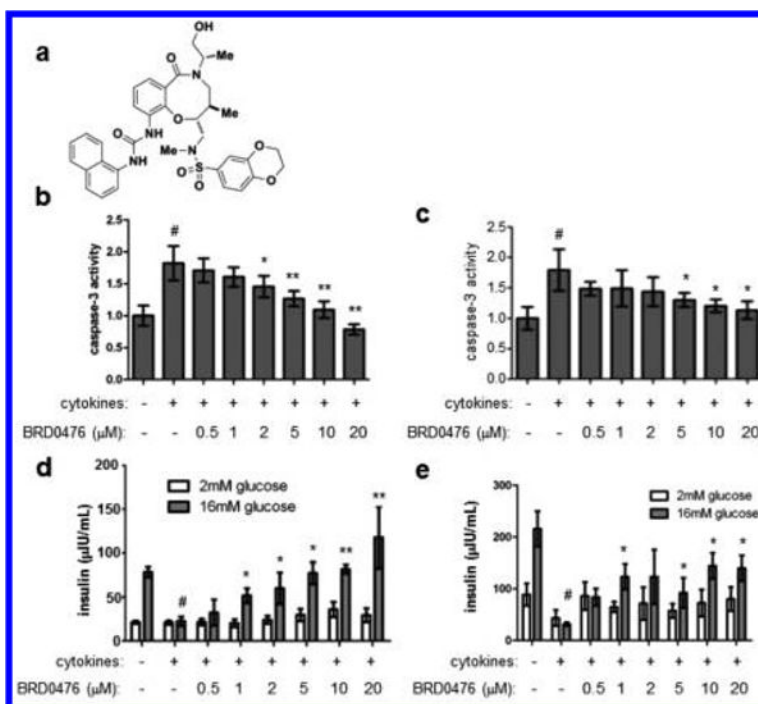 a
OH
O
N
Me
Me
O
O
NH
NH
Me
N
O
S
O
O
O
b
caspase-3 activity
2.5
2.0
1.5
1.0
0.5
0.0
#
*
**
**
**
cytokines: - + + + + + + +
BRD0476 (µM): - - 0.5 1 2 5 10 20
c
caspase-3 activity
2.5
2.0
1.5
1.0
0.5
0.0
#
*
*
*
cytokines: - + + + + + + +
BRD0476 (µM): - - 0.5 1 2 5 10 20
d
insulin (µIU/mL)
200
150
100
50
0
2mM glucose
16mM glucose
#
*
*
*
**
**
cytokines: - + + + + + + +
BRD0476 (µM): - - 0.5 1 2 5 10 20
e
insulin (µIU/mL)
300
200
100
0
2mM glucose
16mM glucose
#
*
*
*
*
cytokines: - + + + + + + +
BRD0476 (µM): - - 0.5 1 2 5 10 20